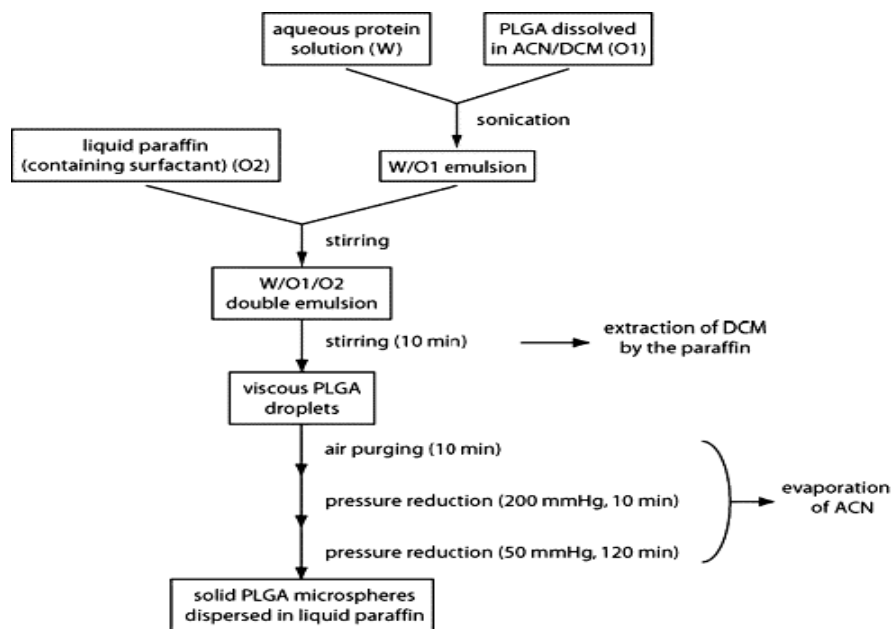 aqueous protein
solution (W)
PLGA dissolved
in ACN/DCM (O1)
sonication
liquid paraffin
(containing surfactant) (O2)
W/O1 emulsion
stirring
W/O1/O2
double emulsion
stirring (10 min)
extraction of DCM
by the paraffin
viscous PLGA
droplets
air purging (10 min)
pressure reduction (200 mmHg, 10 min)
evaporation
of ACN
pressure reduction (50 mmHg, 120 min)
solid PLGA microspheres
dispersed in liquid paraffin